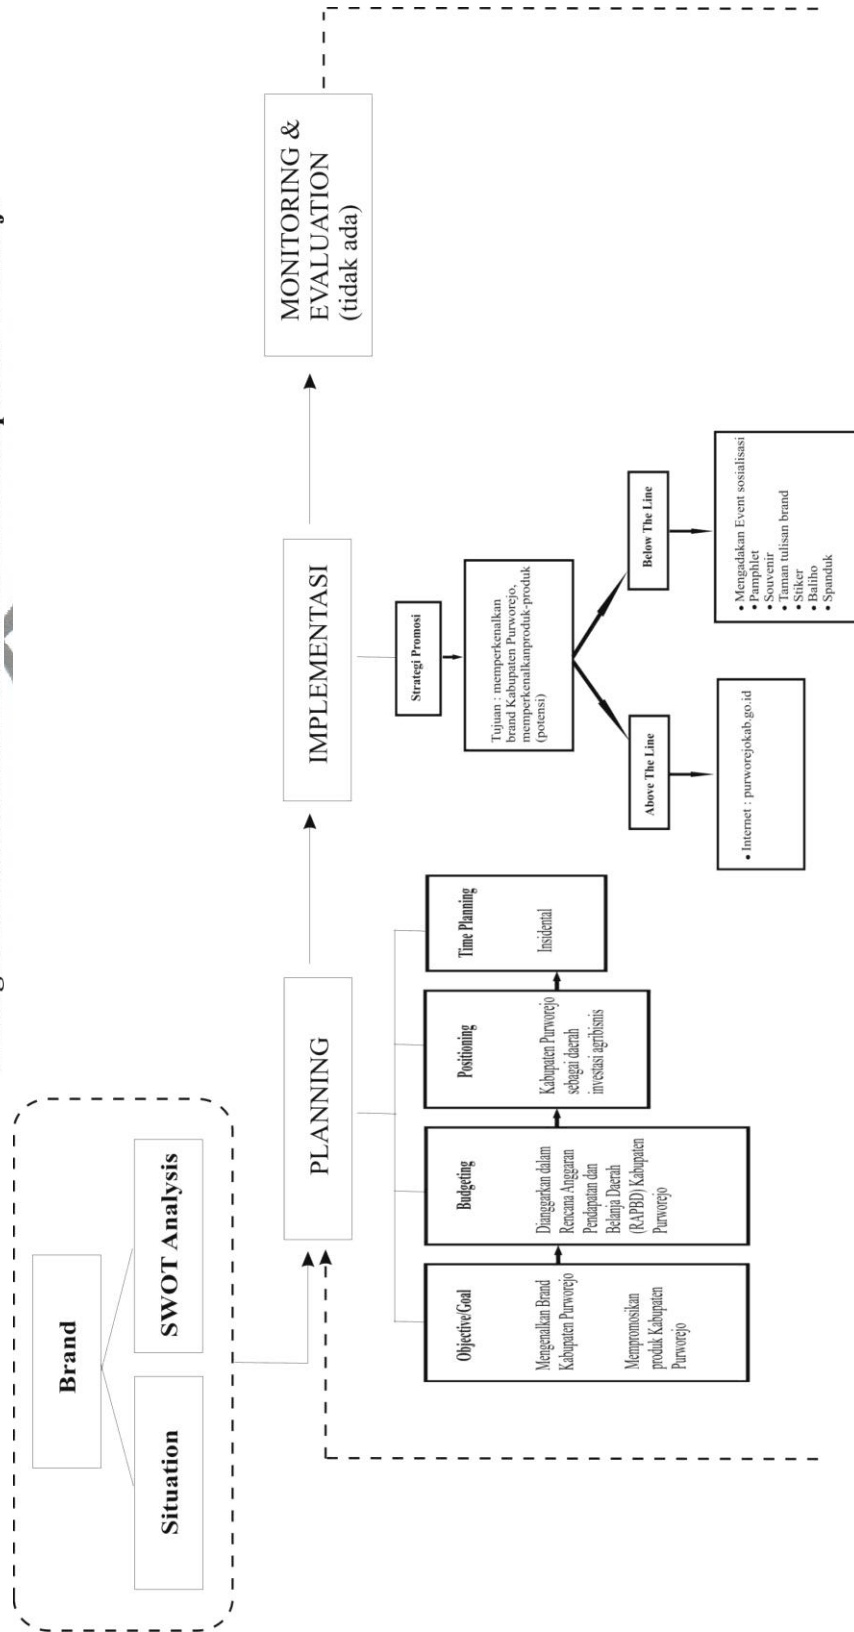 Brand
Situation
SWOT Analysis
PLANNING
IMPLEMENTASI
MONITORING &
EVALUATION
(tidak ada)
Objective/Goal
Mengenalkan Brand
Kabupaten Purworejo
Mempromosikan
produk Kabupaten
Purworejo
Budgeting
Dianggarkan dalam
Rencana Anggaran
Pendapatan dan
Belanja Daerah
(RAPBD) Kabupaten
Purworejo
Positioning
Kabupaten Purworejo
sebagai daerah
investasi agribisnis
Time Planning
Insidental
Strategi Promosi
Tujuan : memperkenalkan
brand Kabupaten Purworejo,
memperkenalkanproduk-produk
(potensi)
Above The Line
• Internet : purworejokab.go.id
Below The Line
• Mengadakan Event sosialisasi
• Pamphlet
• Souvenir
• Taman tulisan brand
• Stiker
• Baliho
• Spanduk